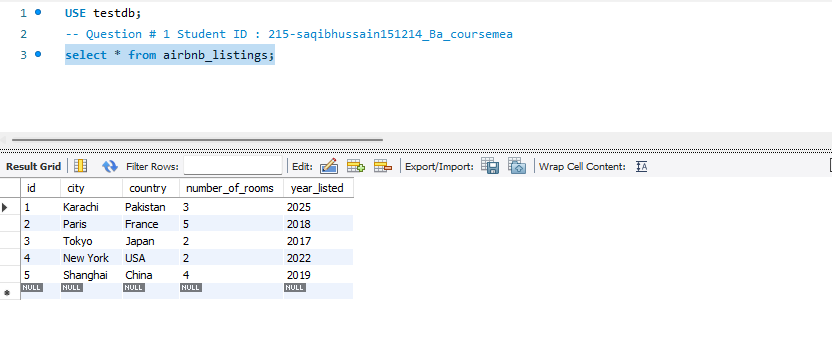 1 USE testdb;
2 -- Question # 1 Student ID : 215-saqibhussain151214_Ba_coursemea
3 select * from airbnb_listings;
Result Grid Filter Rows: Edit: Export/Import: Wrap Cell Content: IA
id city country number_of_rooms year_listed
1 Karachi Pakistan 3 2025
2 Paris France 5 2018
3 Tokyo Japan 2 2017
4 New York USA 2 2022
5 Shanghai China 4 2019
NULL NULL NULL NULL NULL